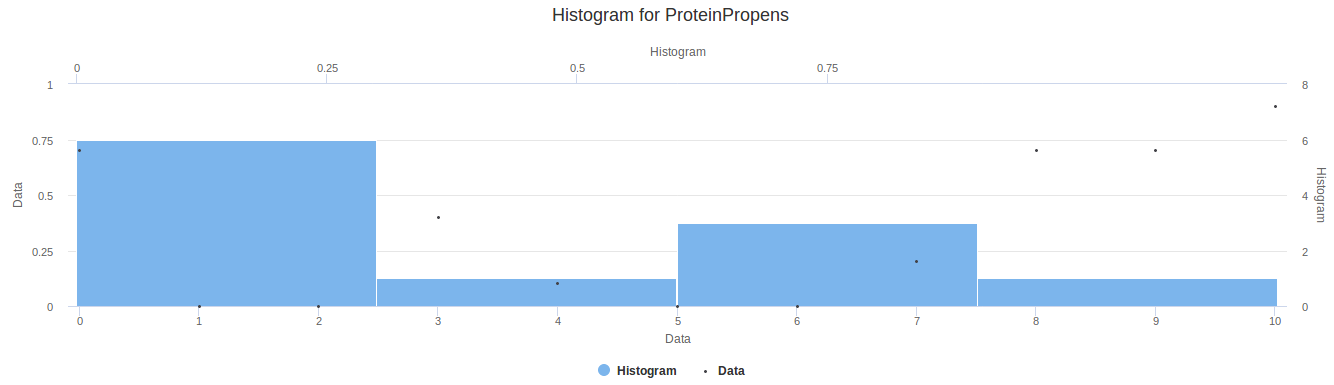 Histogram for ProteinPropens
Histogram
0 0.25 0.5 0.75
1 8
0.75 6
Data
0.5 4
Histogram
0.25 2
0 0
0 1 2 3 4 5 6 7 8 9 10
Data
Histogram Data